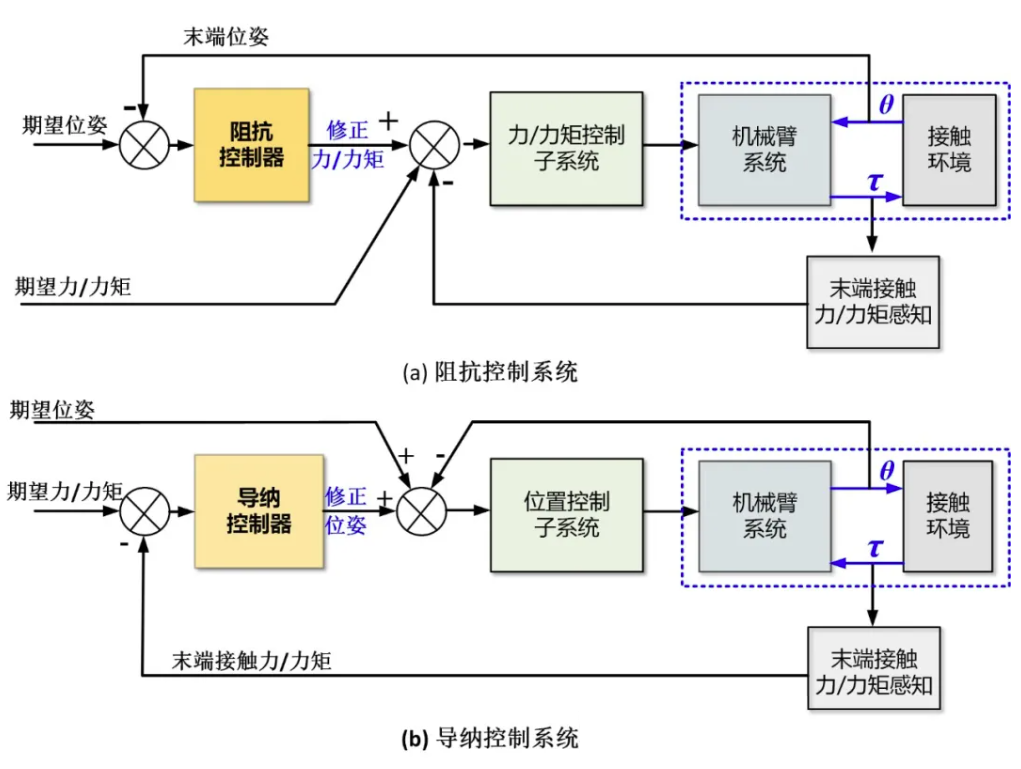 末端位姿
-
期望位姿
阻抗
控制器
修正
力/力矩
+
-
力/力矩控制
子系统
机械臂
系统
θ
τ
接触
环境
期望力/力矩
末端接触
力/力矩感知
(a) 阻抗控制系统
期望位姿
+
-
期望力/力矩
-
导纳
控制器
修正
位姿
+
位置控制
子系统
机械臂
系统
θ
τ
接触
环境
末端接触力/力矩
末端接触
力/力矩感知
(b) 导纳控制系统